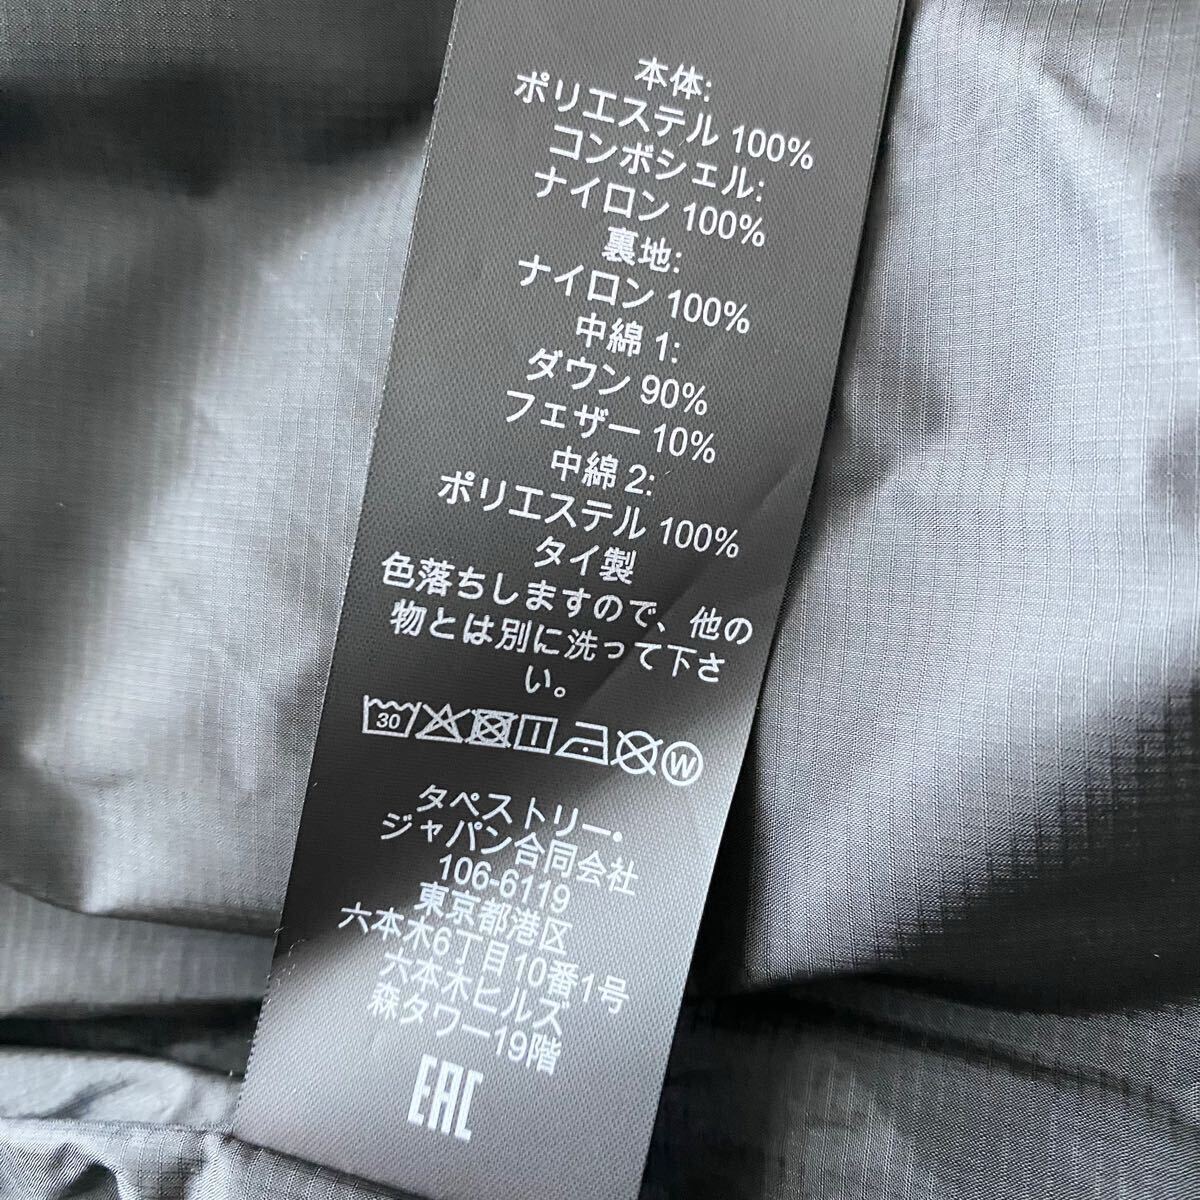 本体:
ポリエステル 100%
コンボシェル:
ナイロン 100%
裏地:
ナイロン 100%
中綿 1:
ダウン 90%
フェザー 10%
中綿 2:
ポリエステル 100%
タイ製
色落ちしますので、他の
物とは別に洗って下さ
い。
30 W
タペストリー・
ジャパン合同会社
106-6119
東京都港区
六本木6丁目10番1号
六本木ヒルズ
森タワー19階
EAC